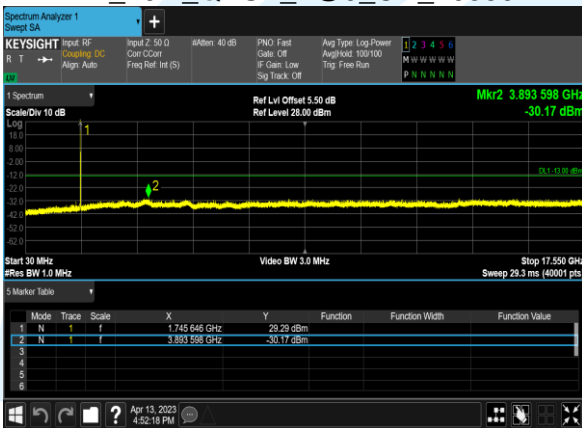 Spectrum Analyzer 1
Swept SA
KEYSIGHT
R T
LW
Input: RF
Coupling: DC
Align: Auto
Input Z: 50 Ω
Corr CCorr
Freq Ref: Int (S)
#Atten: 40 dB
PNO: Fast
Gate: Off
IF Gain: Low
Sig Track: Off
Avg Type: Log-Power
Avg|Hold: 100/100
Trig: Free Run
1 2 3 4 5 6
M W W W W W
P N N N N N
1 Spectrum
Scale/Div 10 dB
Ref Lvl Offset 5.50 dB
Ref Level 28.00 dBm
Mkr2 3.893 598 GHz
-30.17 dBm
Log
18.0
8.00
-2.00
-12.0
-22.0
-32.0
-42.0
-52.0
-62.0
1
2
DL1 -13.00 dBm
Start 30 MHz
#Res BW 1.0 MHz
Video BW 3.0 MHz
Stop 17.550 GHz
Sweep 29.3 ms (40001 pts
5 Marker Table
Mode Trace Scale X Y Function Function Width Function Value
1 N 1 f 1.745 646 GHz 29.29 dBm
2 N 1 f 3.893 598 GHz -30.17 dBm
3
4
5
6
?
Apr 13, 2023
4:52:18 PM